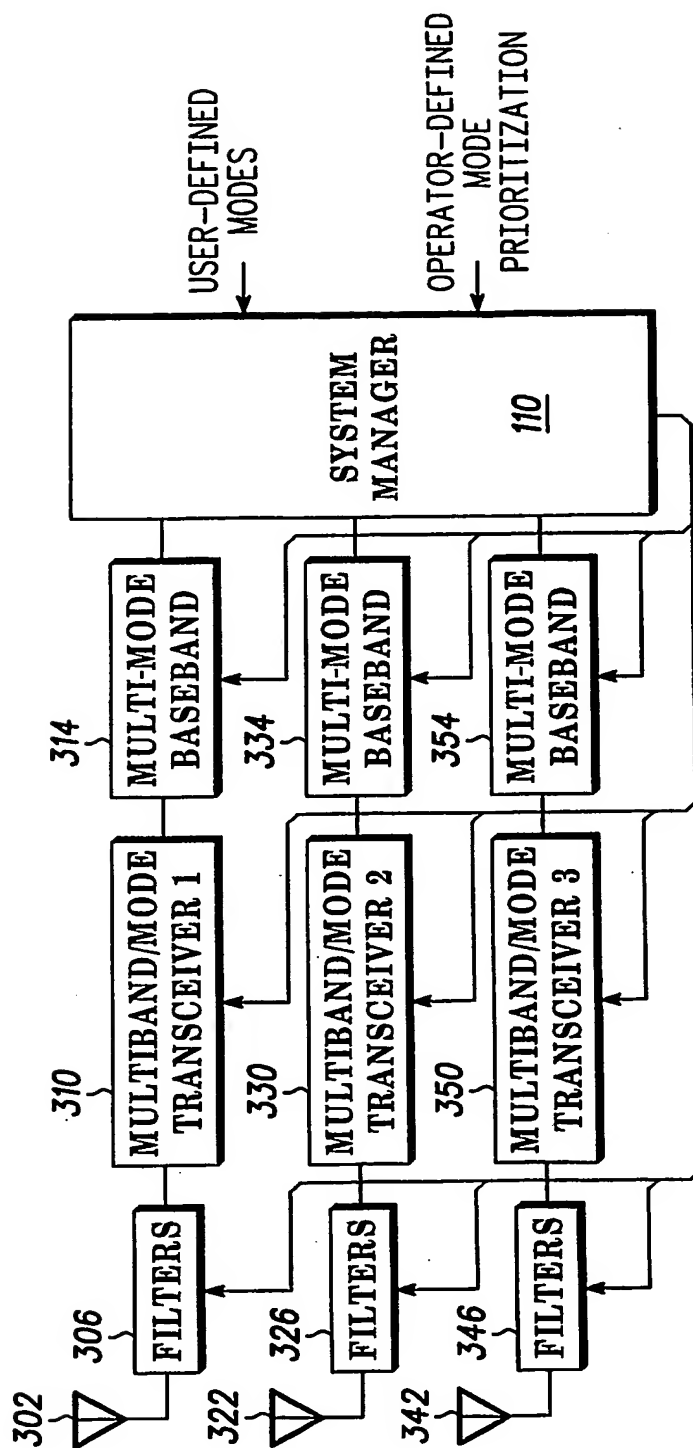 302
306
FILTERS
310
MULTIBAND/MODE
TRANSCEIVER 1
314
MULTI-MODE
BASEBAND
322
326
FILTERS
330
MULTIBAND/MODE
TRANSCEIVER 2
334
MULTI-MODE
BASEBAND
342
346
FILTERS
350
MULTIBAND/MODE
TRANSCEIVER 3
354
MULTI-MODE
BASEBAND
SYSTEM
MANAGER
110
USER-DEFINED
MODES
OPERATOR-DEFINED
MODE
PRIORITIZATION